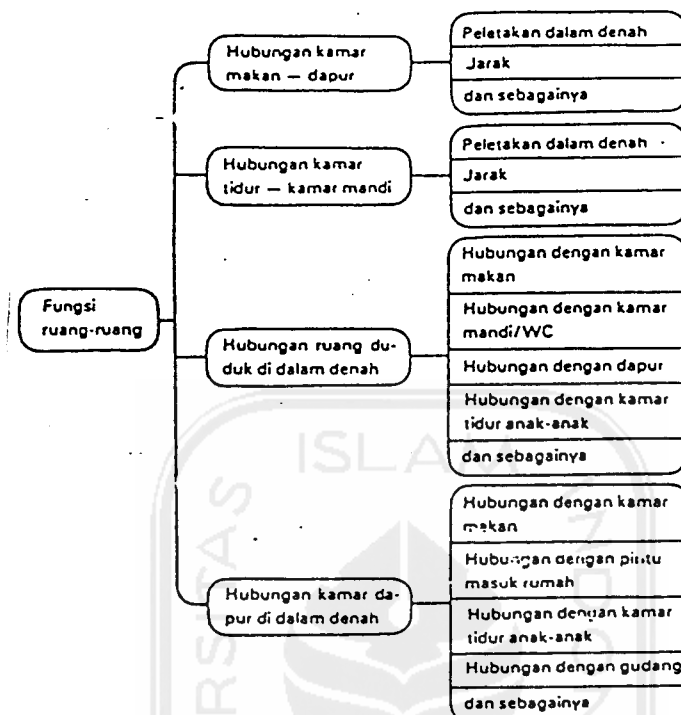 Hubungan kamar
makan — dapur
Peletakan dalam denah
Jarak
dan sebagainya
Hubungan kamar
tidur — kamar mandi
Peletakan dalam denah
Jarak
dan sebagainya
Fungsi
ruang-ruang
Hubungan ruang du-
duk di dalam denah
Hubungan dengan kamar
makan
Hubungan dengan kamar
mandi/WC
Hubungan dengan dapur
Hubungan dengan kamar
tidur anak-anak
dan sebagainya
Hubungan kamar da-
pur di dalam denah
Hubungan dengan kamar
makan
Hubungan dengan pintu
masuk rumah
Hubungan dengan kamar
tidur anak-anak
Hubungan dengan gudang
dan sebagainya
ISLAM